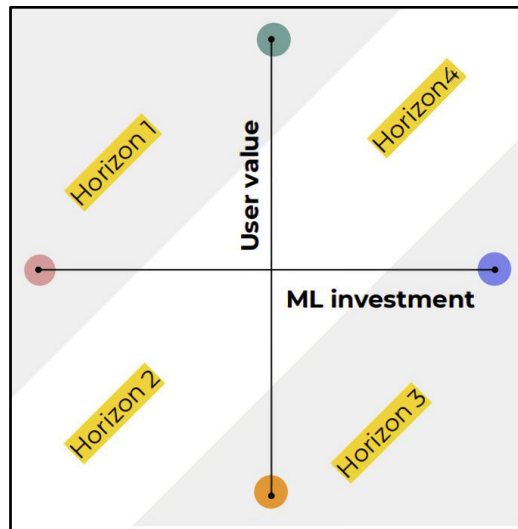 Horizon 1
Horizon4
User value
ML investment
Horizon 2
Horizon 3